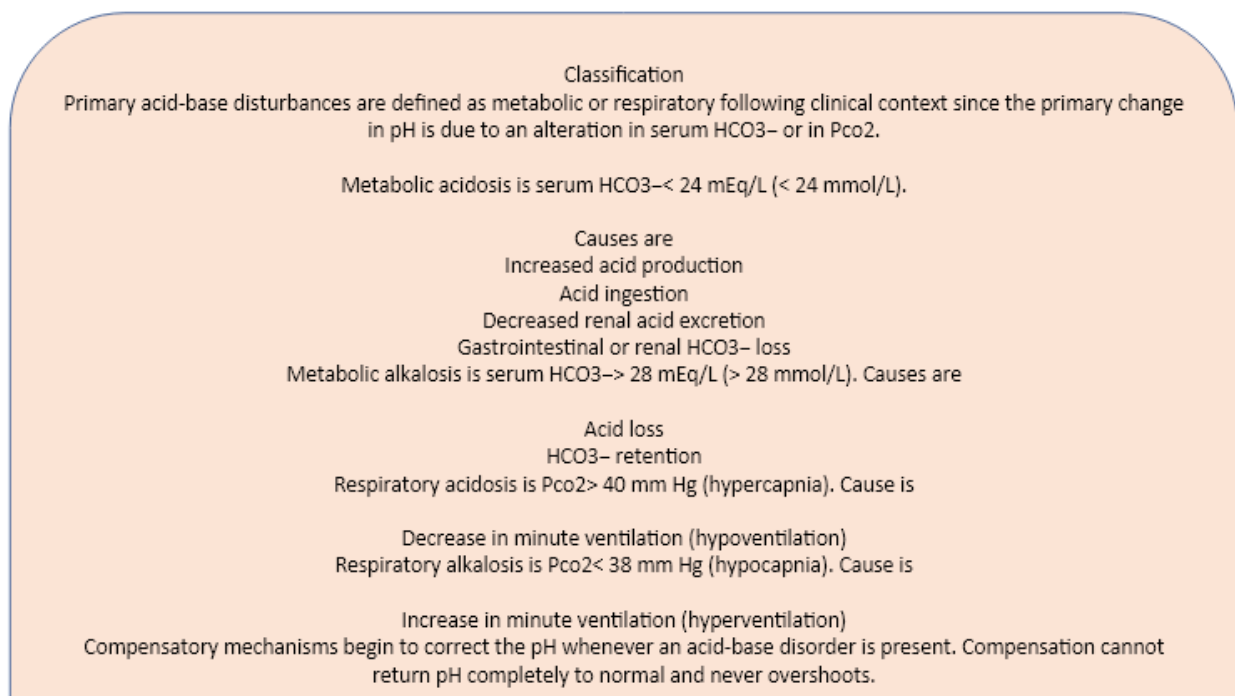 Classification
Primary acid-base disturbances are defined as metabolic or respiratory following clinical context since the primary change
in pH is due to an alteration in serum HCO3− or in Pco2.
Metabolic acidosis is serum HCO3−< 24 mEq/L (< 24 mmol/L).
Causes are
Increased acid production
Acid ingestion
Decreased renal acid excretion
Gastrointestinal or renal HCO3− loss
Metabolic alkalosis is serum HCO3−> 28 mEq/L (> 28 mmol/L). Causes are
Acid loss
HCO3− retention
Respiratory acidosis is Pco2> 40 mm Hg (hypercapnia). Cause is
Decrease in minute ventilation (hypoventilation)
Respiratory alkalosis is Pco2< 38 mm Hg (hypocapnia). Cause is
Increase in minute ventilation (hyperventilation)
Compensatory mechanisms begin to correct the pH whenever an acid-base disorder is present. Compensation cannot
return pH completely to normal and never overshoots.